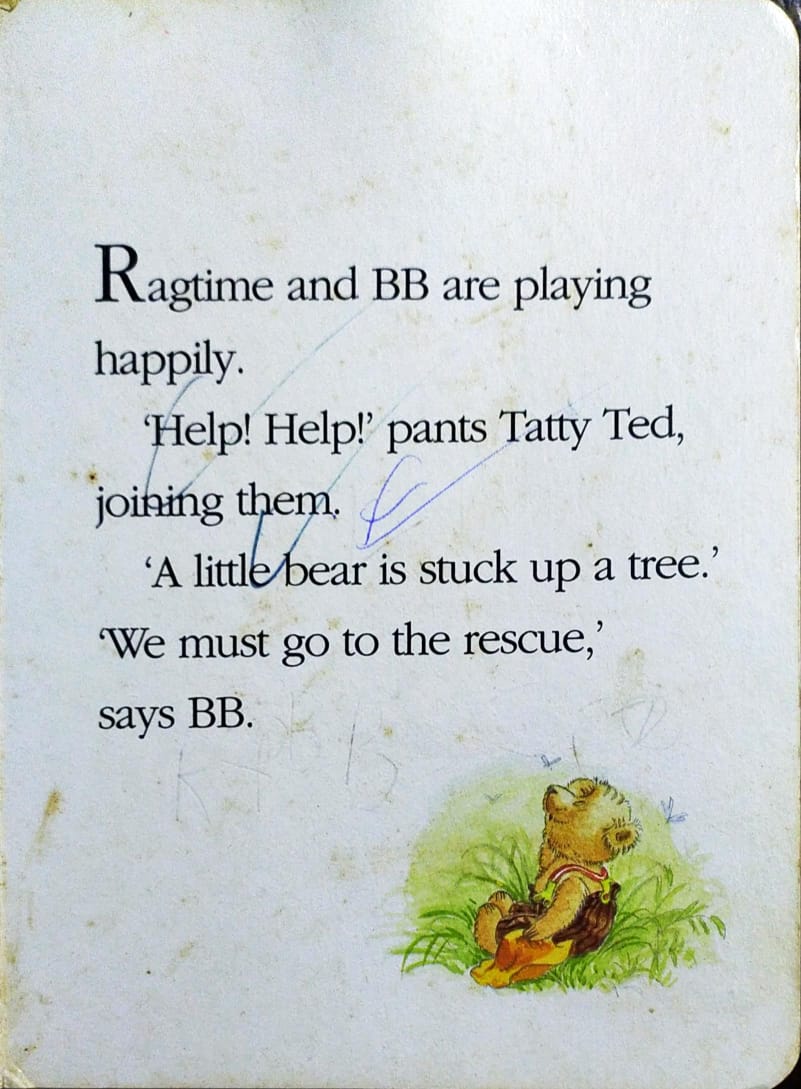 Ragtime and BB are playing
happily.
‘Help! Help!’ pants Tatty Ted,
joining them.
‘A little bear is stuck up a tree.’
‘We must go to the rescue,’
says BB.